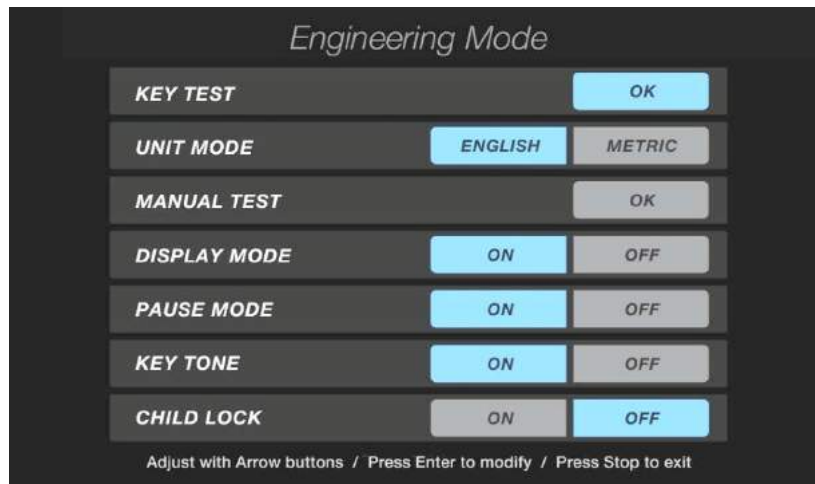 Engineering Mode
KEY TEST OK
UNIT MODE ENGLISH METRIC
MANUAL TEST OK
DISPLAY MODE ON OFF
PAUSE MODE ON OFF
KEY TONE ON OFF
CHILD LOCK ON OFF
Adjust with Arrow buttons / Press Enter to modify / Press Stop to exit